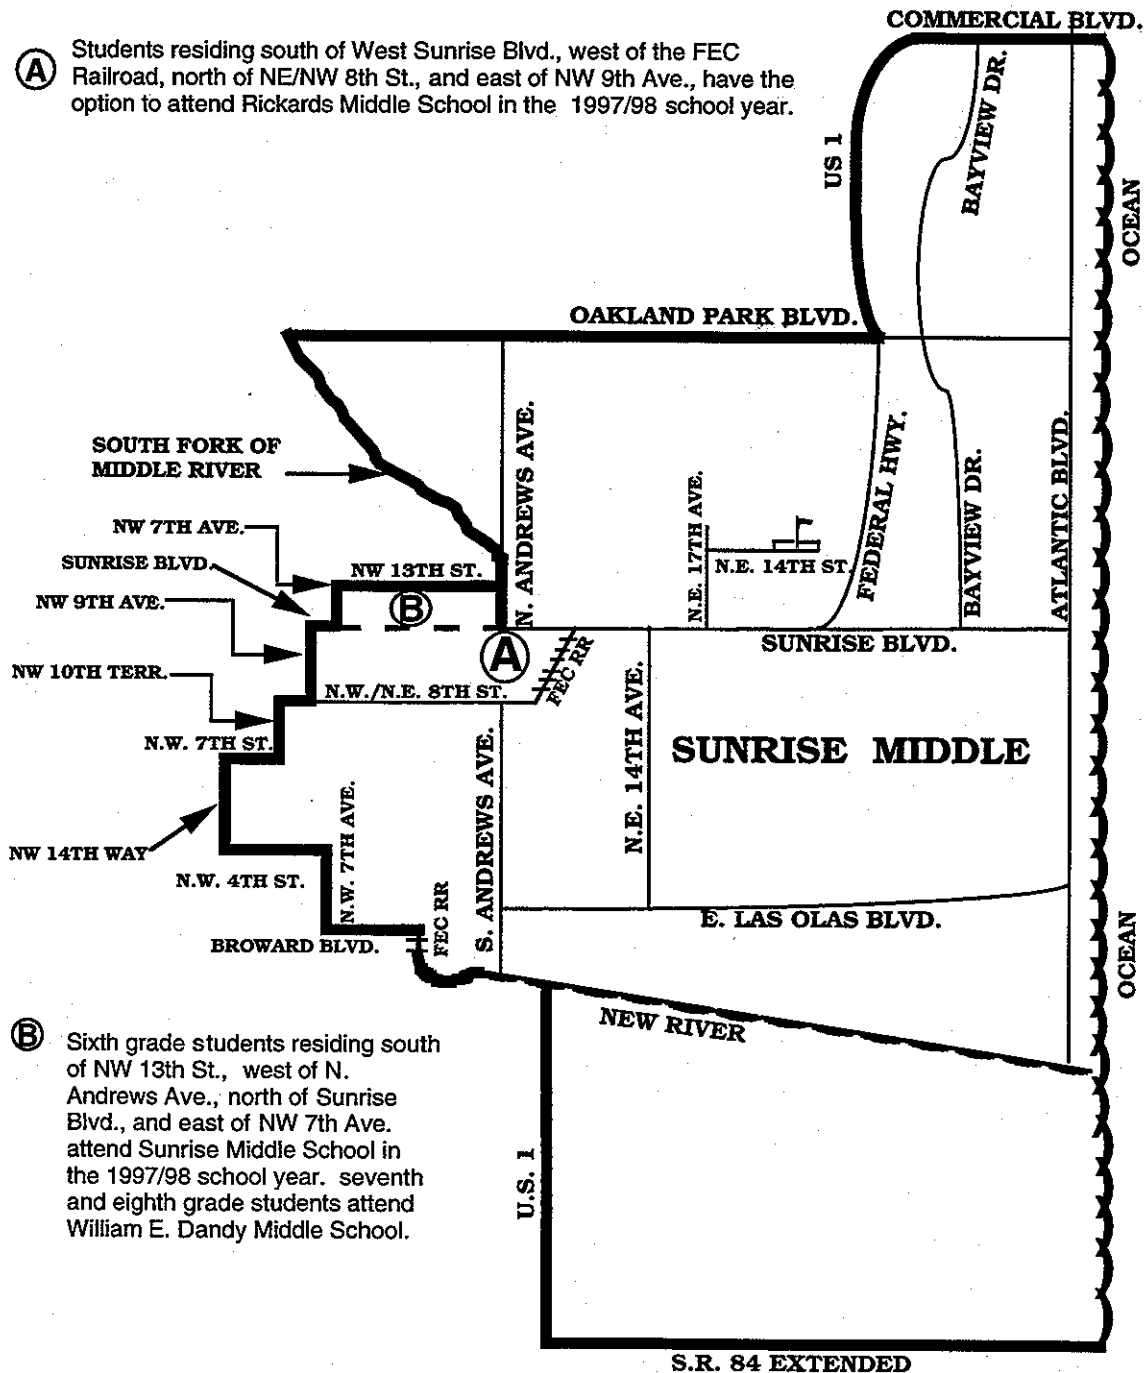 COMMERCIAL BLVD.
A
Students residing south of West Sunrise Blvd., west of the FEC
Railroad, north of NE/NW 8th St., and east of NW 9th Ave., have the
option to attend Rickards Middle School in the 1997/98 school year.
US 1
BAYVIEW DR.
OCEAN
OAKLAND PARK BLVD.
SOUTH FORK OF
MIDDLE RIVER
N. ANDREWS AVE.
N.E. 17TH AVE.
FEDERAL HWY.
BAYVIEW DR.
ATLANTIC BLVD.
NW 7TH AVE.
SUNRISE BLVD.
NW 13TH ST.
N.E. 14TH ST.
NW 9TH AVE.
B
A
SUNRISE BLVD.
FEC RR
NW 10TH TERR.
N.W./N.E. 8TH ST.
N.W. 7TH ST.
S. ANDREWS AVE.
N.E. 14TH AVE.
SUNRISE MIDDLE
NW 14TH WAY
N.W. 7TH AVE.
N.W. 4TH ST.
FEC RR
E. LAS OLAS BLVD.
BROWARD BLVD.
OCEAN
NEW RIVER
B
Sixth grade students residing south
of NW 13th St., west of N.
Andrews Ave., north of Sunrise
Blvd., and east of NW 7th Ave.
attend Sunrise Middle School in
the 1997/98 school year. seventh
and eighth grade students attend
William E. Dandy Middle School.
U.S. 1
S.R. 84 EXTENDED